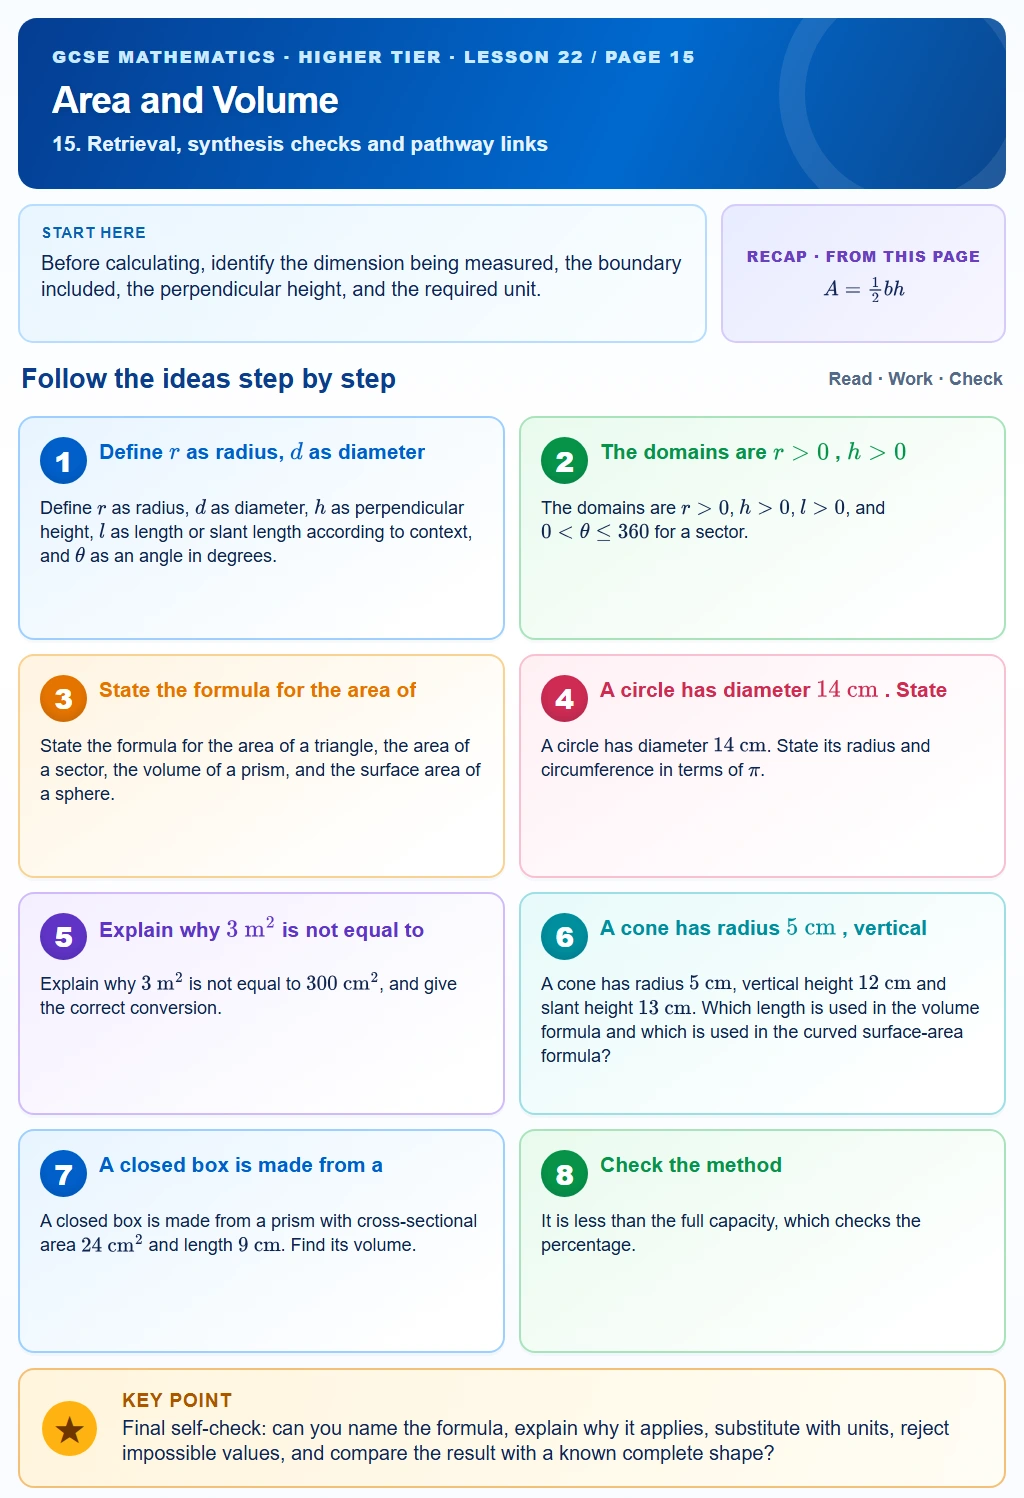 GCSE MATHEMATICS · HIGHER TIER · LESSON 22 / PAGE 15
Area and Volume
15. Retrieval, synthesis checks and pathway links
START HERE
Before calculating, identify the dimension being measured, the boundary
included, the perpendicular height, and the required unit.
RECAP · FROM THIS PAGE
A = 1/2 bh
Follow the ideas step by step
Read · Work · Check
1 Define r as radius, d as diameter
Define r as radius, d as diameter, h as perpendicular
height, l as length or slant length according to context,
and θ as an angle in degrees.
2 The domains are r > 0 , h > 0
The domains are r > 0, h > 0, l > 0, and
0 < θ ≤ 360 for a sector.
3 State the formula for the area of
State the formula for the area of a triangle, the area of
a sector, the volume of a prism, and the surface area of
a sphere.
4 A circle has diameter 14 cm . State
A circle has diameter 14 cm. State its radius and
circumference in terms of π.
5 Explain why 3 m² is not equal to
Explain why 3 m² is not equal to 300 cm², and give
the correct conversion.
6 A cone has radius 5 cm , vertical
A cone has radius 5 cm, vertical height 12 cm and
slant height 13 cm. Which length is used in the volume
formula and which is used in the curved surface-area
formula?
7 A closed box is made from a
A closed box is made from a prism with cross-sectional
area 24 cm² and length 9 cm. Find its volume.
8 Check the method
It is less than the full capacity, which checks the
percentage.
KEY POINT
Final self-check: can you name the formula, explain why it applies, substitute with units, reject
impossible values, and compare the result with a known complete shape?